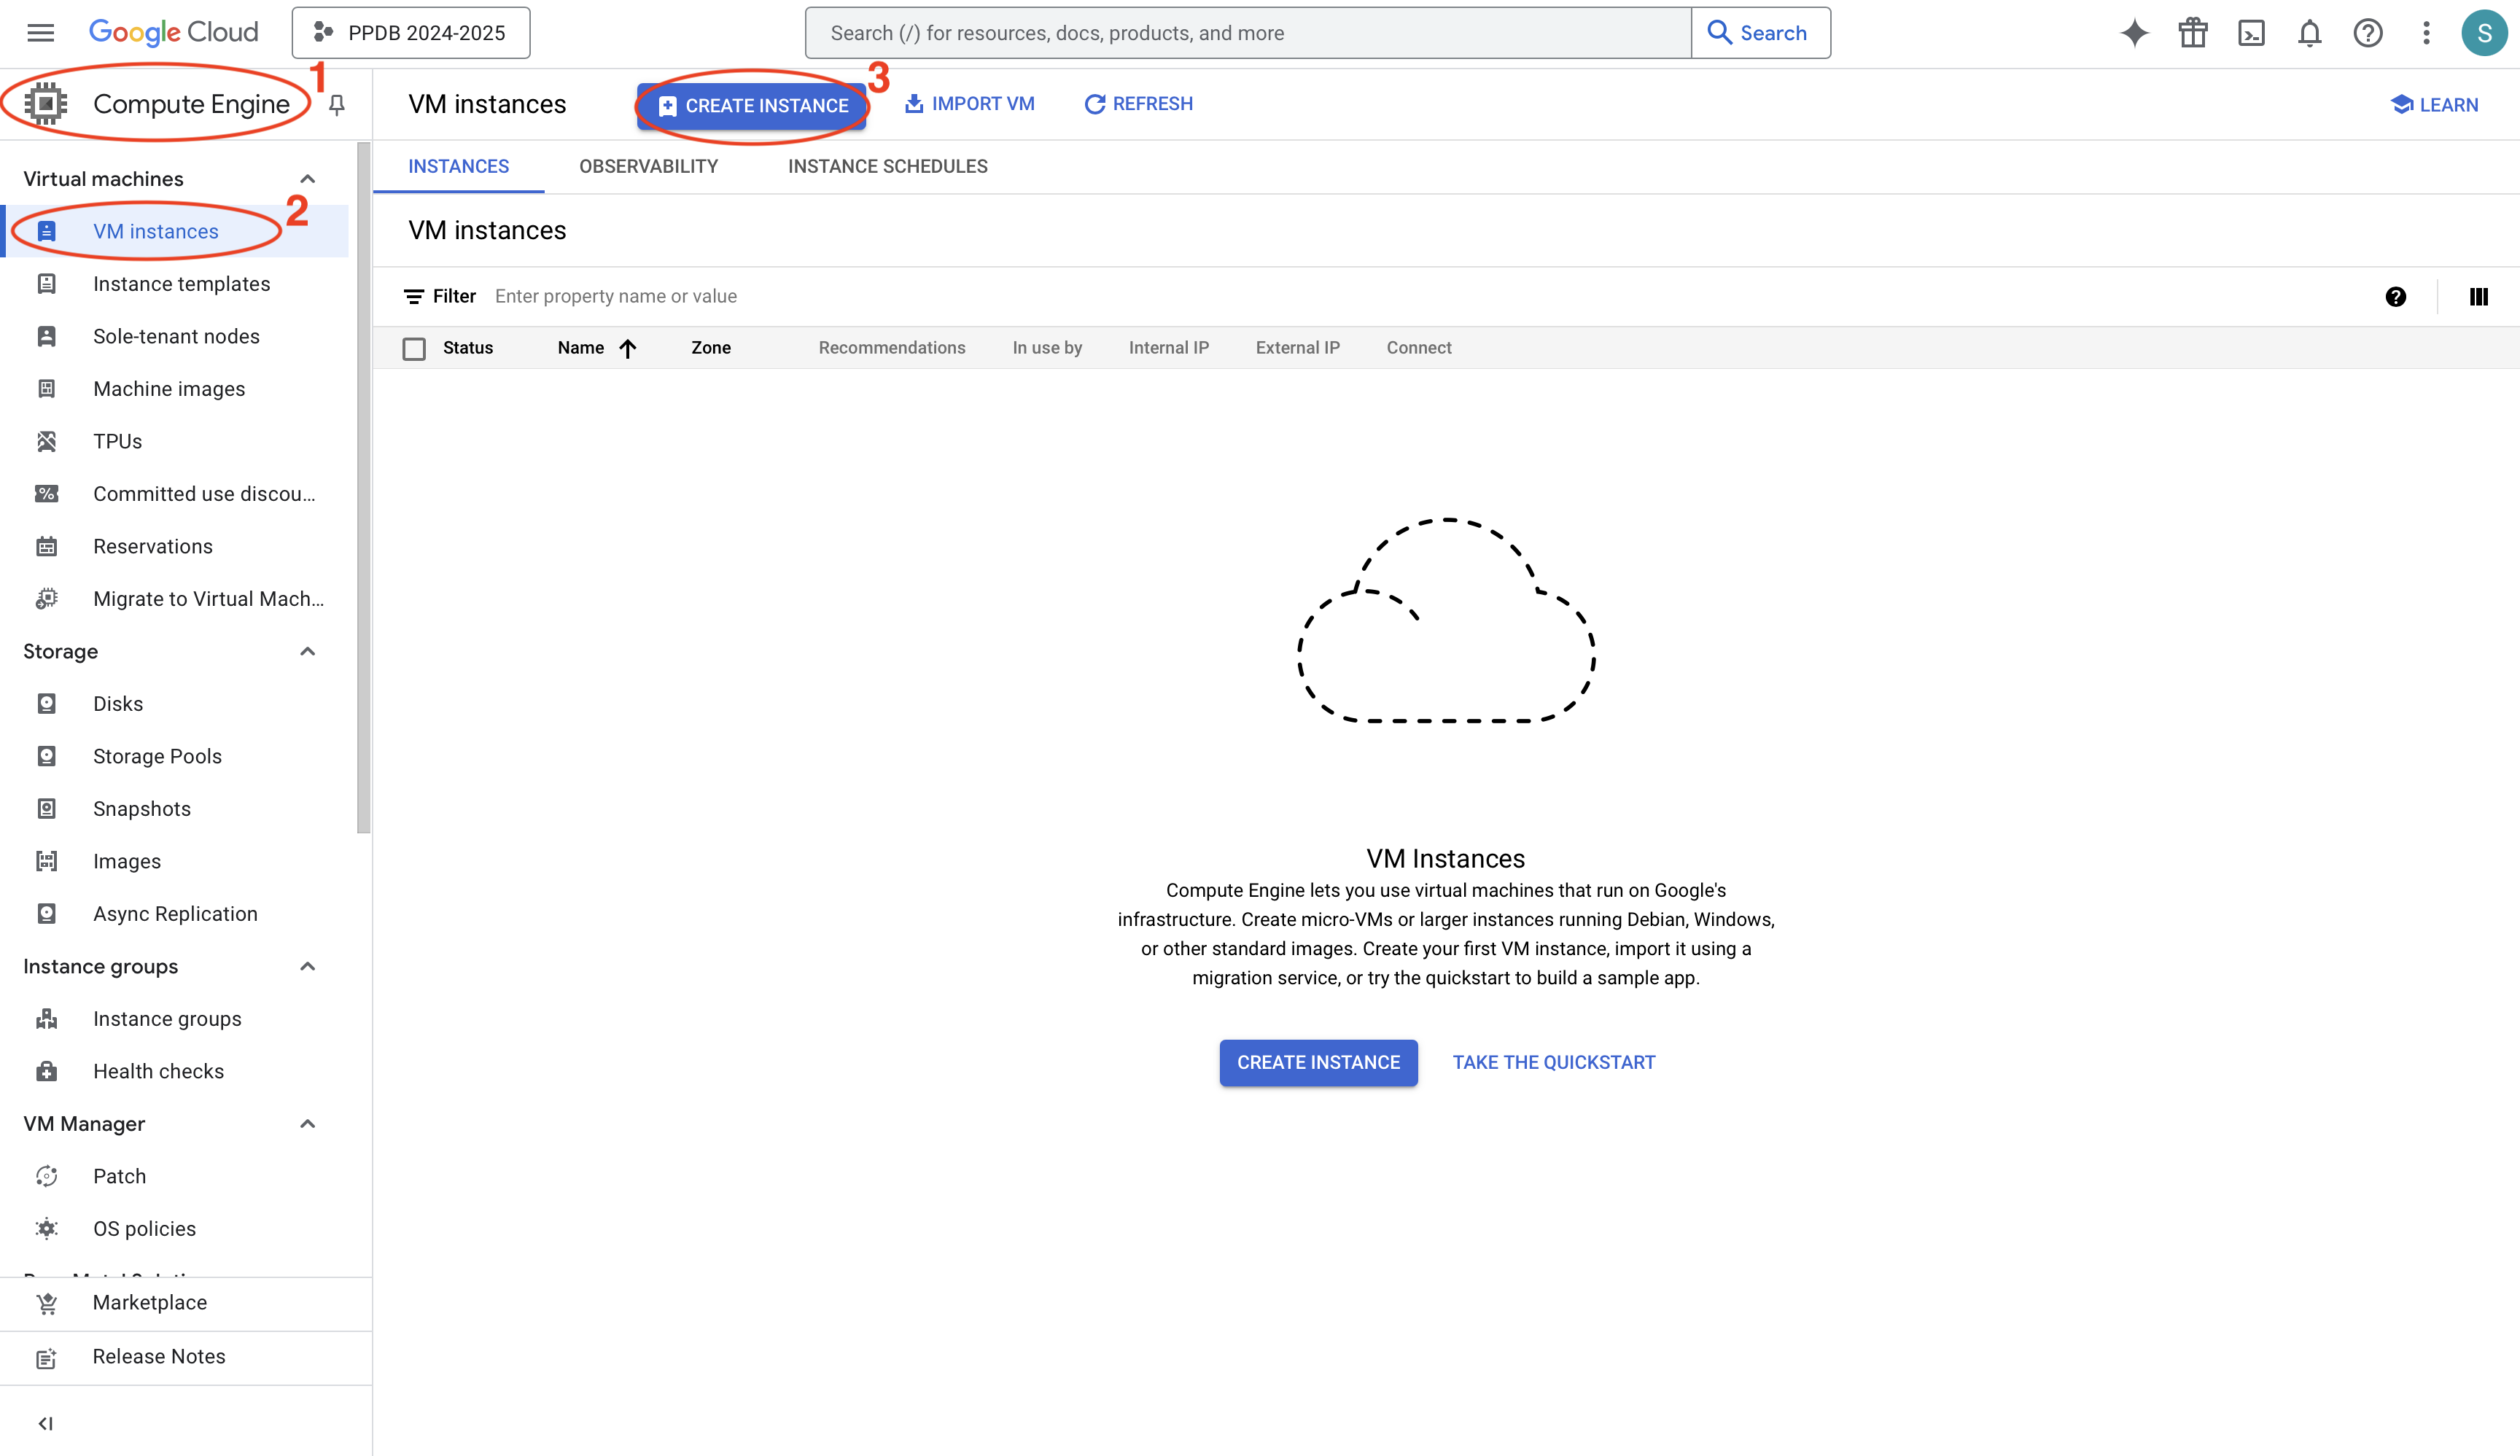 Google Cloud
PPDB 2024-2025
Search (/) for resources, docs, products, and more
Search
S
Compute Engine
1
VM instances
CREATE INSTANCE
3
IMPORT VM
REFRESH
LEARN
Virtual machines
VM instances
2
Instance templates
Sole-tenant nodes
Machine images
TPUs
Committed use discou...
Reservations
Migrate to Virtual Mach...
Storage
Disks
Storage Pools
Snapshots
Images
Async Replication
Instance groups
Instance groups
Health checks
VM Manager
Patch
OS policies
Marketplace
Release Notes
INSTANCES OBSERVABILITY INSTANCE SCHEDULES
VM instances
Filter Enter property name or value
Status Name Zone Recommendations In use by Internal IP External IP Connect
VM Instances
Compute Engine lets you use virtual machines that run on Google's
infrastructure. Create micro-VMs or larger instances running Debian, Windows,
or other standard images. Create your first VM instance, import it using a
migration service, or try the quickstart to build a sample app.
CREATE INSTANCE TAKE THE QUICKSTART